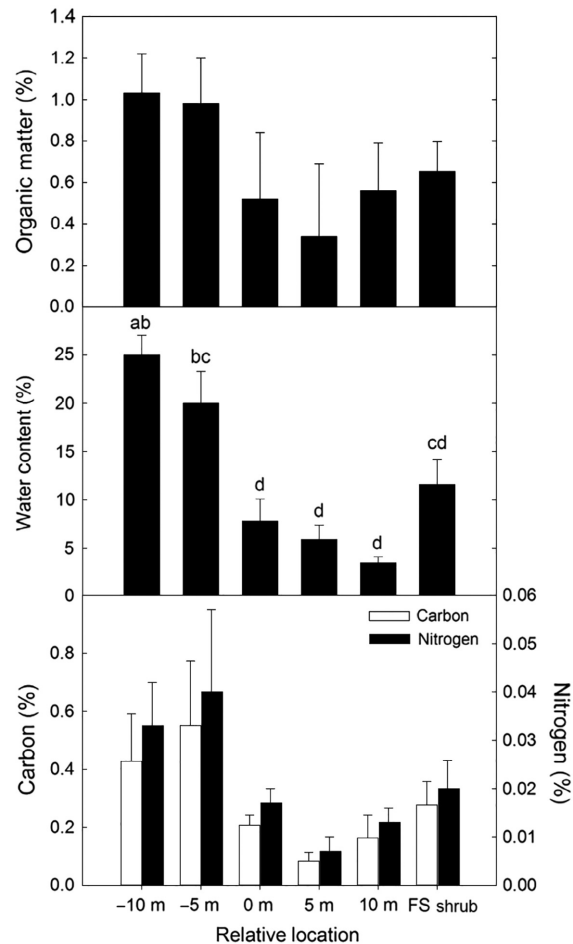 Organic matter (%)
1.4
1.2
1.0
0.8
0.6
0.4
0.2
0.0
Water content (%)
25
20
15
10
5
0
ab
bc
d
d
d
cd
Carbon (%)
0.8
0.6
0.4
0.2
0.0
Carbon
Nitrogen
0.06
0.05
0.04
0.03
0.02
0.01
0.00
Nitrogen (%)
–10 m –5 m 0 m 5 m 10 m FS shrub
Relative location